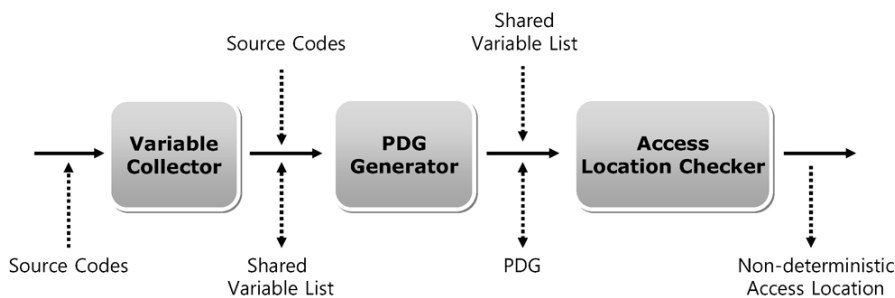 Shared
Variable List
Source Codes
Variable
Collector
PDG
Generator
Access
Location Checker
Source Codes
Shared
Variable List
PDG
Non-deterministic
Access Location